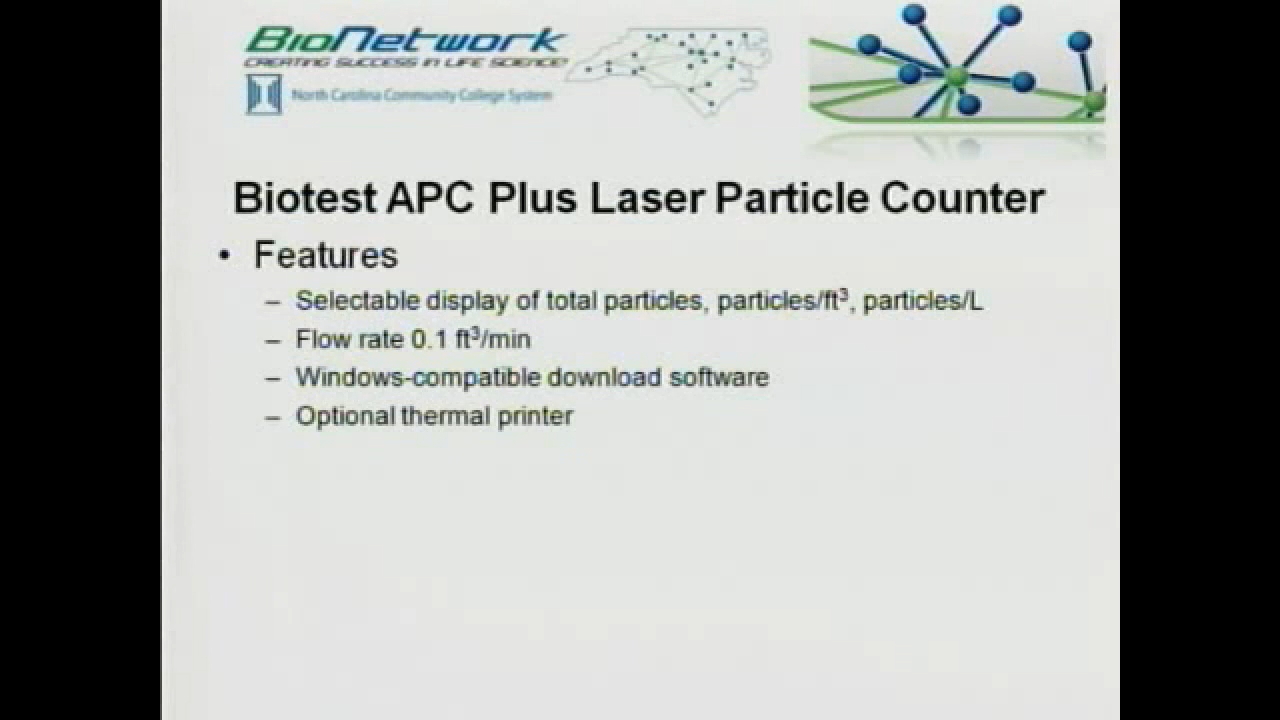 BioNetwork
CREATING SUCCESS IN LIFE SCIENCE
North Carolina Community College System
Biotest APC Plus Laser Particle Counter
• Features
– Selectable display of total particles, particles/ft³, particles/L
– Flow rate 0.1 ft³/min
– Windows-compatible download software
– Optional thermal printer